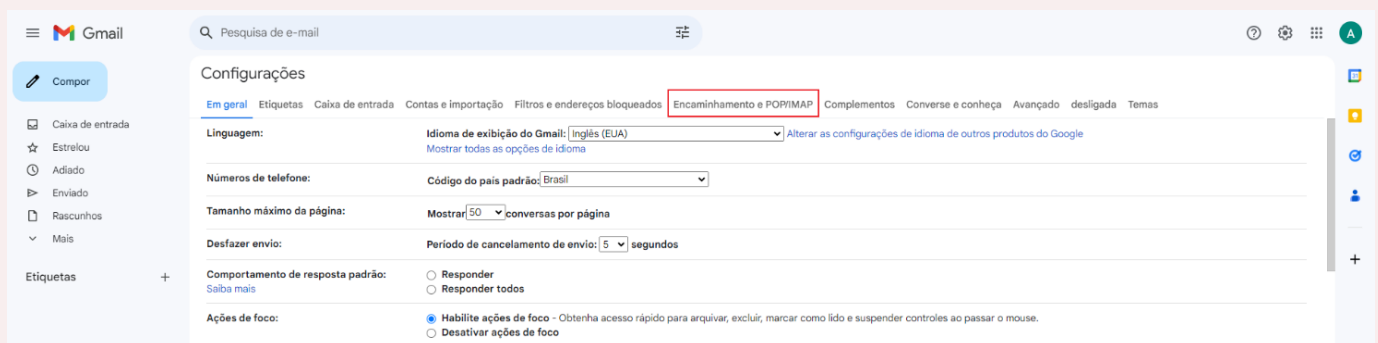 Gmail
Pesquisa de e-mail
A
Compor
Caixa de entrada
Estrelou
Adiado
Enviado
Rascunhos
Mais
Etiquetas +
Configurações
Em geral Etiquetas Caixa de entrada Contas e importação Filtros e endereços bloqueados Encaminhamento e POP/IMAP Complementos Converse e conheça Avançado desligada Temas
Linguagem: Idioma de exibição do Gmail: Inglês (EUA) Alterar as configurações de idioma de outros produtos do Google
Mostrar todas as opções de idioma
Números de telefone: Código do país padrão: Brasil
Tamanho máximo da página: Mostrar 50 conversas por página
Desfazer envio: Período de cancelamento de envio: 5 segundos
Comportamento de resposta padrão: Responder
Saiba mais Responder todos
Ações de foco: Habilite ações de foco - Obtenha acesso rápido para arquivar, excluir, marcar como lido e suspender controles ao passar o mouse.
Desativar ações de foco